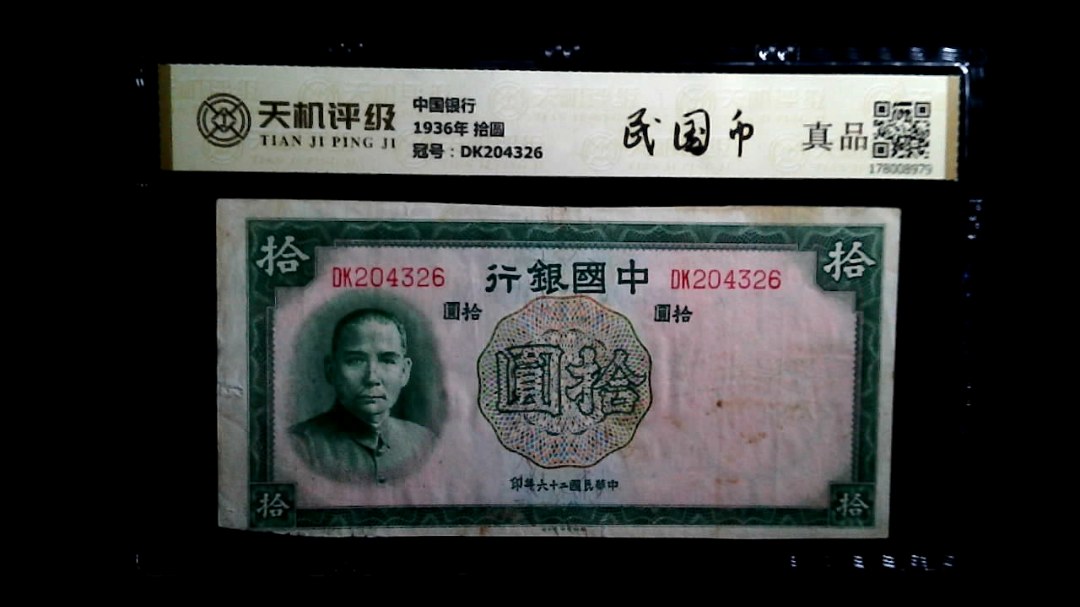 天机评级
TIAN JI PING JI
中国银行
1936年 拾圆
冠号：DK204326
民国币
真品
178008979
拾
拾
DK204326
行銀國中
DK204326
圓拾
圓拾
圓拾
印年六十二國民華中
拾
拾